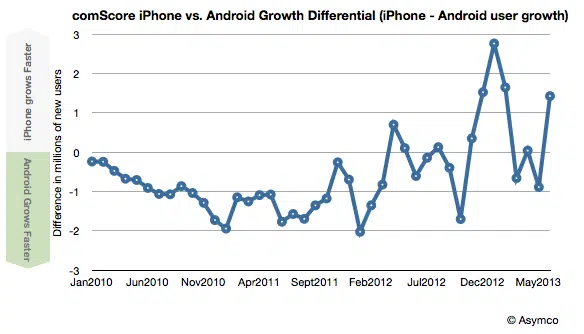 comScore iPhone vs. Android Growth Differential (iPhone - Android user growth)
iPhone grows Faster
Android Grows Faster
Difference in millions of new users
3
2
1
0
-1
-2
-3
Jan2010 Jun2010 Nov2010 Apr2011 Sept2011 Feb2012 Jul2012 Dec2012 May2013
© Asymco